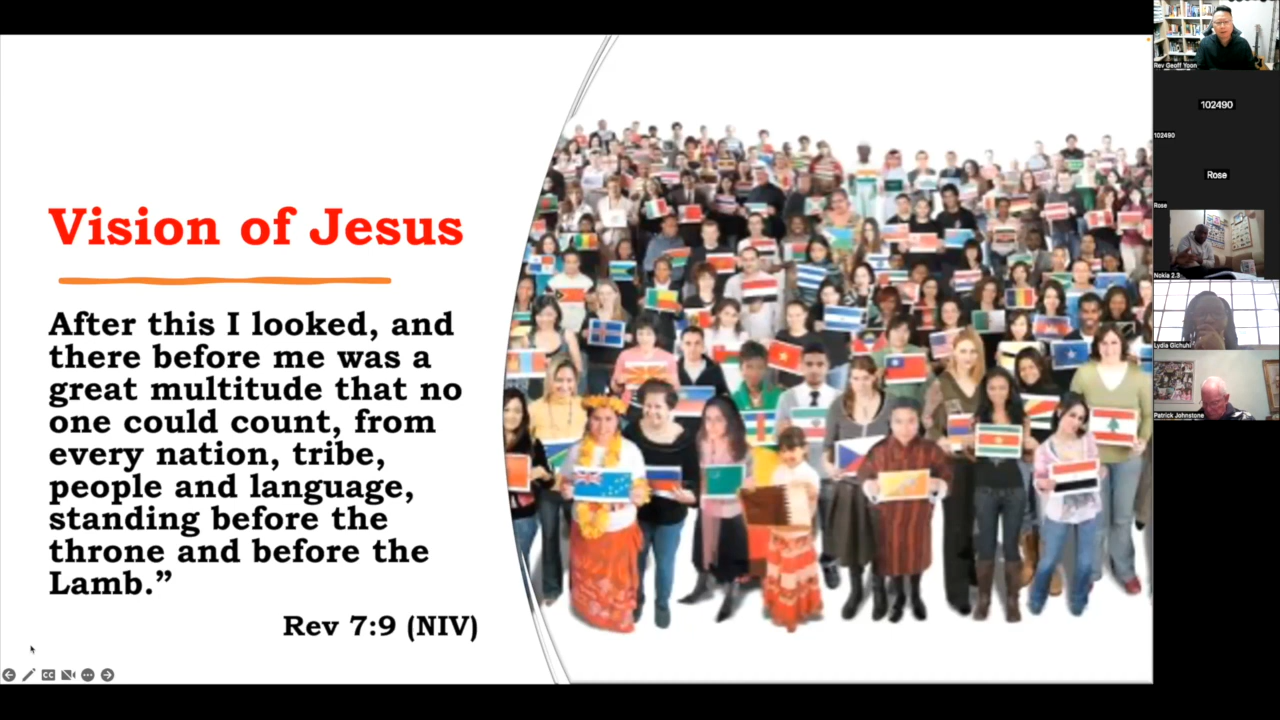 Vision of Jesus
After this I looked, and
there before me was a
great multitude that no
one could count, from
every nation, tribe,
people and language,
standing before the
throne and before the
Lamb.”
Rev 7:9 (NIV)
CC
Rev Geoff Yoon
102490
102490
Rose
Rose
Nokia 2.3
Lydia Gichuhi
Patrick Johnstone